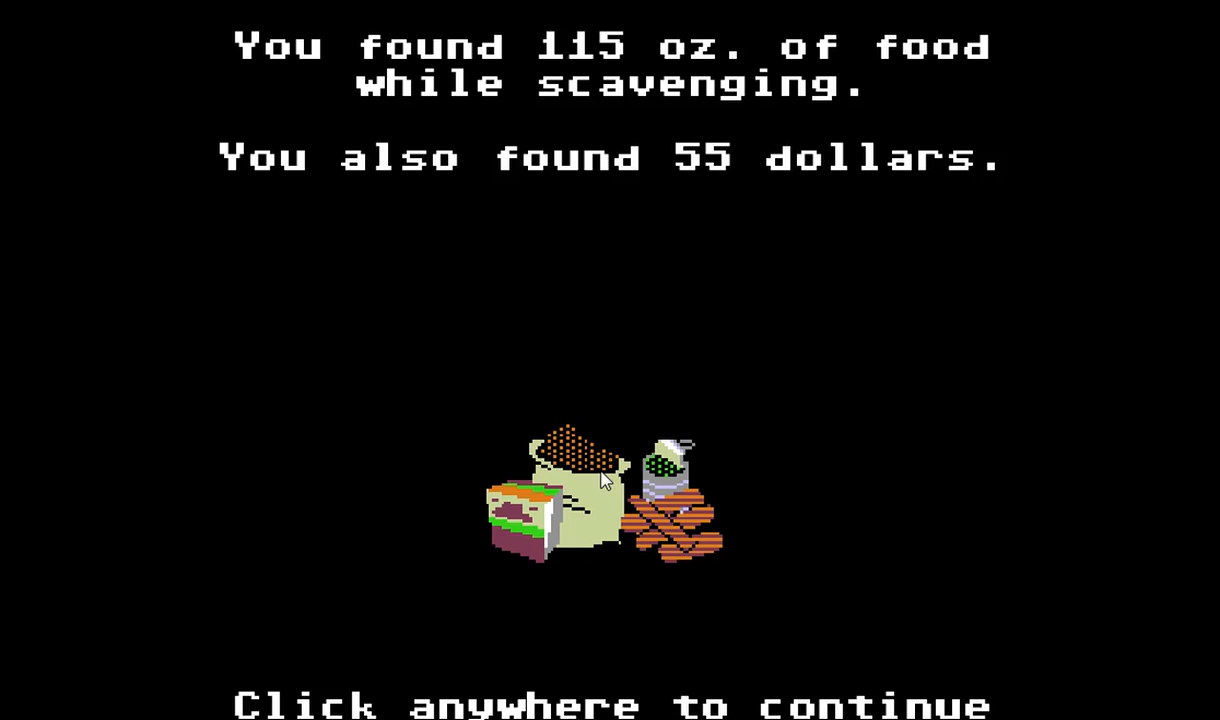 You found 115 oz. of food
while scavenging.
You also found 55 dollars.
Click anywhere to continue